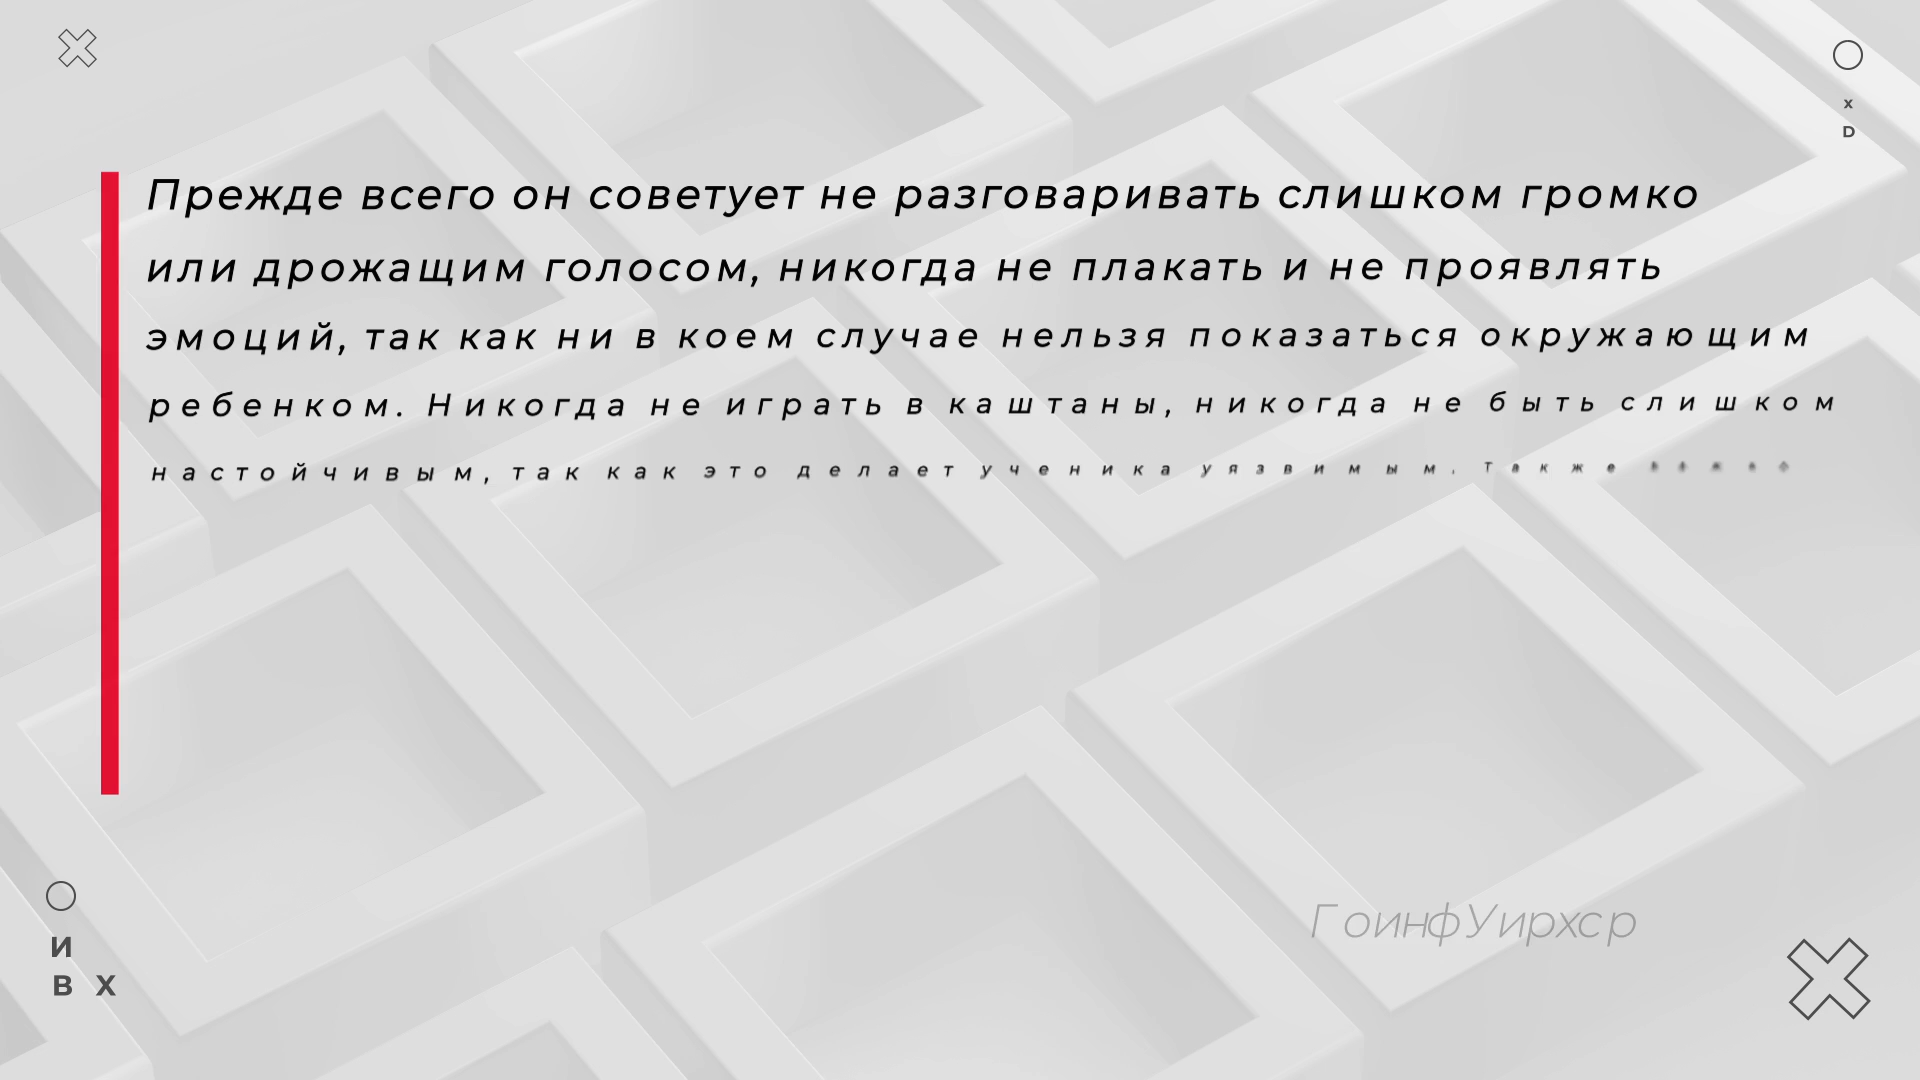 x
D
Прежде всего он советует не разговаривать слишком громко
или дрожащим голосом, никогда не плакать и не проявлять
эмоций, так как ни в коем случае нельзя показаться окружающим
ребенком. Никогда не играть в каштаны, никогда не быть слишком
настойчивым, так как это делает ученика уязвимым. Также
ГоинфУирхср
И
В Х